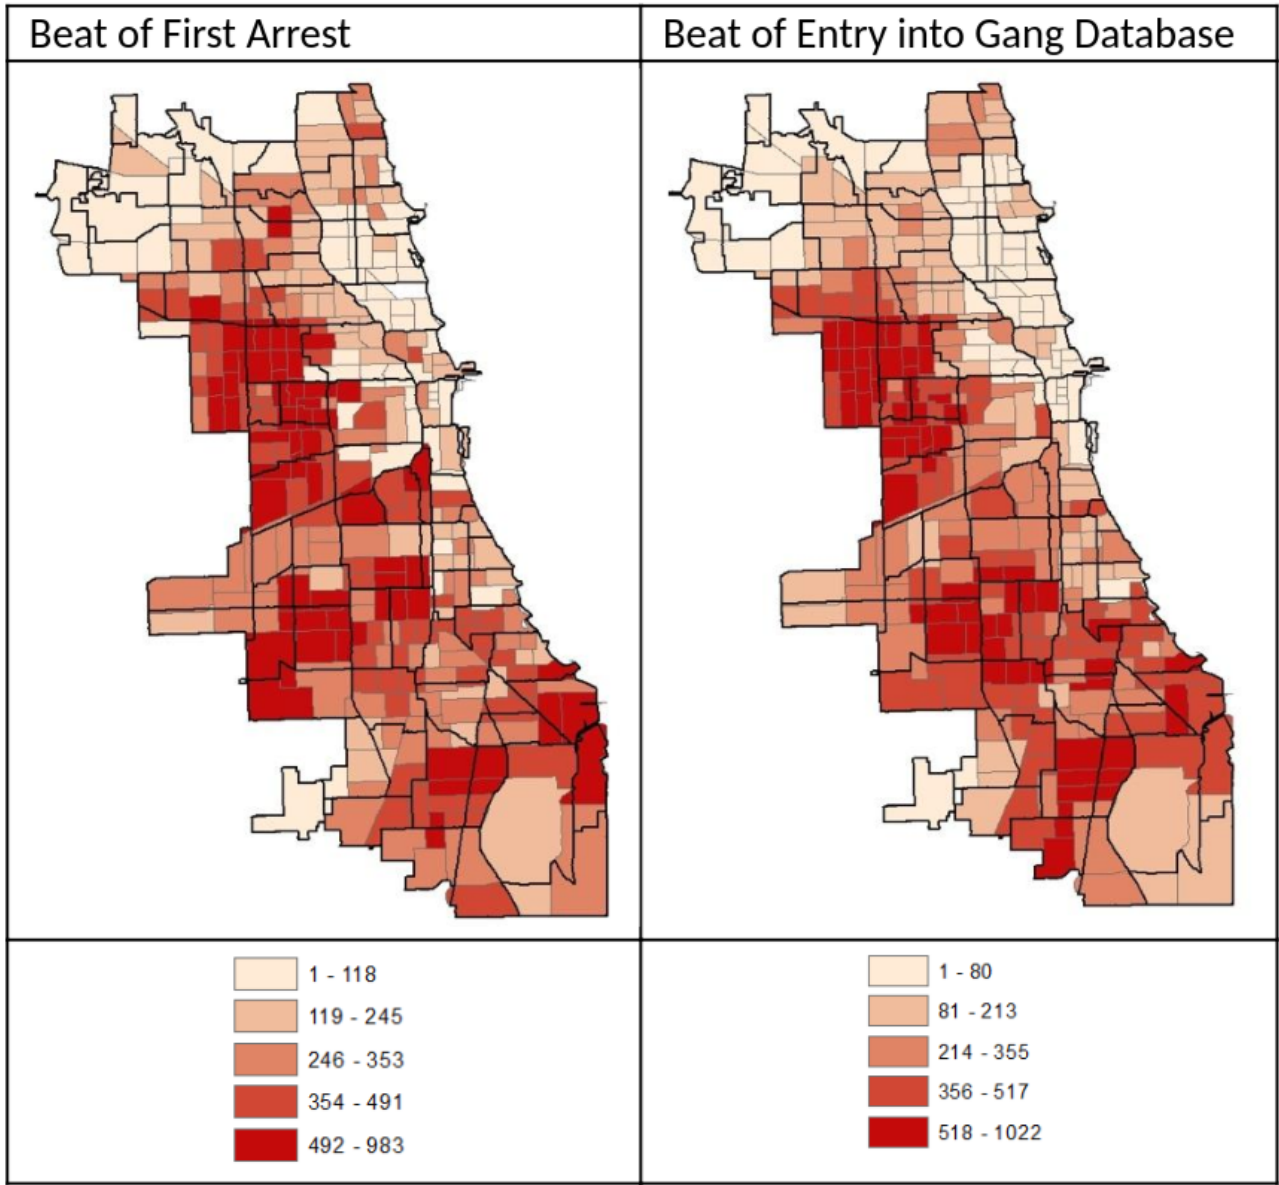 Beat of First Arrest
Beat of Entry into Gang Database
1 - 118
119 - 245
246 - 353
354 - 491
492 - 983
1 - 80
81 - 213
214 - 355
356 - 517
518 - 1022